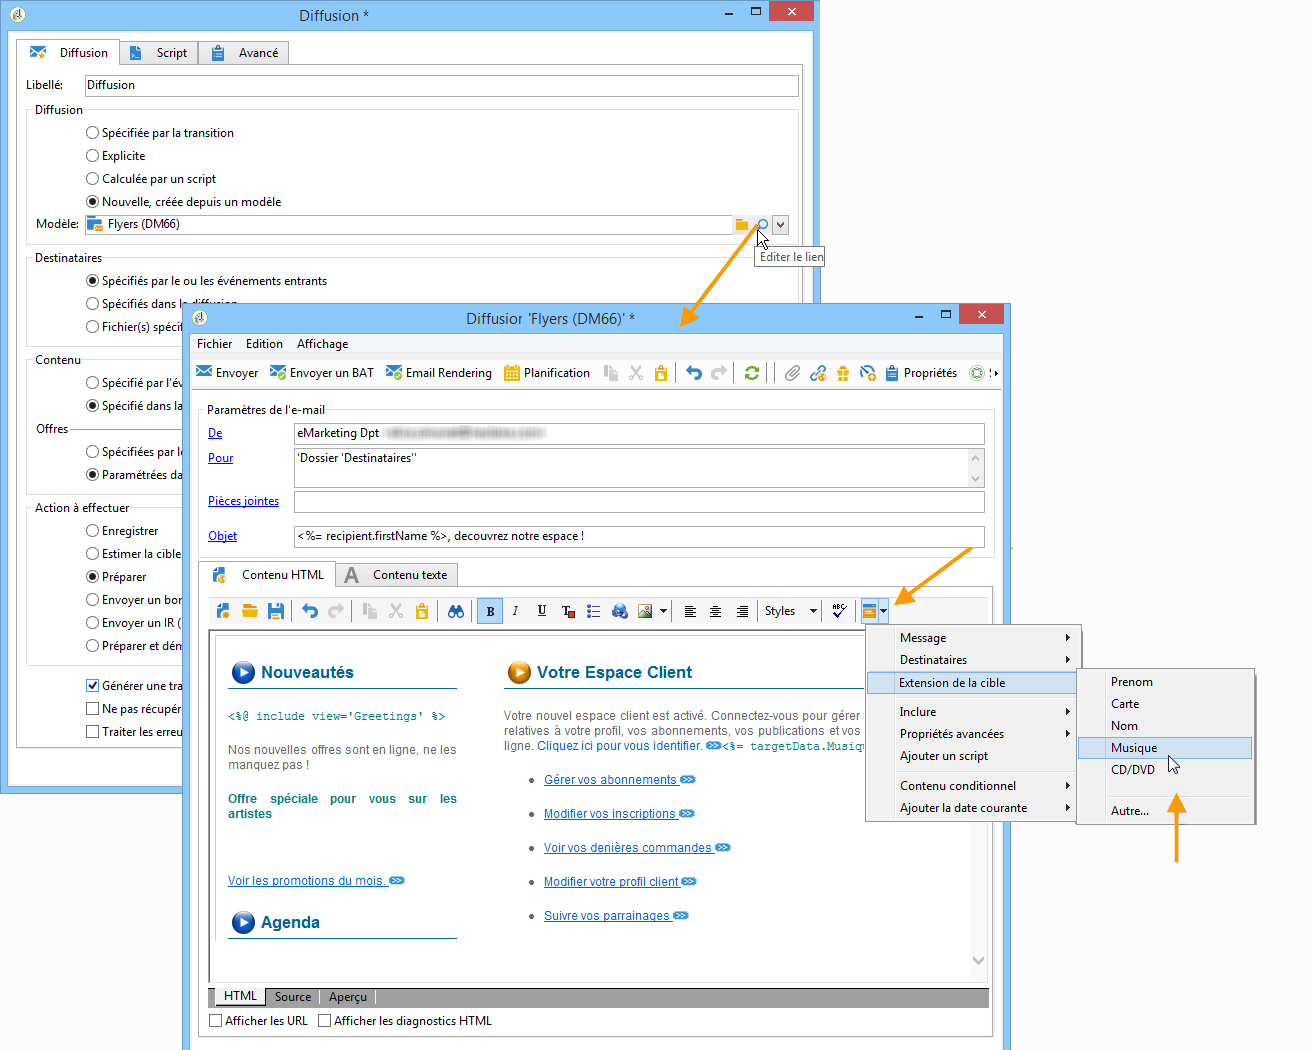 Diffusion *
Diffusion
Script
Avancé
Libellé:
Diffusion
Diffusion
Spécifiée par la transition
Explicite
Calculée par un script
Nouvelle, créée depuis un modèle
Modèle:
Flyers (DM66)
Editer le lien
Destinataires
Spécifiés par le ou les événements entrants
Spécifiés dans la diffusion
Fichier(s) spécif
Contenu
Spécifié par l'év
Spécifié dans la
Offres
Spécifiées par le
Paramétrées da
Action à effectuer
Enregistrer
Estimer la cible
Préparer
Envoyer un bon
Envoyer un IR (
Préparer et dém
Générer une tra
Ne pas récupér
Traiter les erreu
Diffusior 'Flyers (DM66)' *
Fichier Edition Affichage
Envoyer Envoyer un BAT Email Rendering Planification Propriétés
Paramètres de l'e-mail
De eMarketing Dpt
Pour 'Dossier 'Destinataires''
Pièces jointes
Objet <%= recipient.firstName %>, decouvrez notre espace !
Contenu HTML A Contenu texte
B I U T Styles ABC
Nouveautés
<%@ include view='Greetings' %>
Nos nouvelles offres sont en ligne, ne les
manquez pas !
Offre spéciale pour vous sur les
artistes
Voir les promotions du mois.
Agenda
Votre Espace Client
Votre nouvel espace client est activé. Connectez-vous pour gérer
relatives à votre profil, vos abonnements, vos publications et vos
ligne. Cliquez ici pour vous identifier. <%= targetData.Musiqu
• Gérer vos abonnements
• Modifier vos inscriptions
• Voir vos denières commandes
• Modifier votre profil client
• Suivre vos parrainages
Message
Destinataires
Extension de la cible
Inclure
Propriétés avancées
Ajouter un script
Contenu conditionnel
Ajouter la date courante
Prenom
Carte
Nom
Musique
CD/DVD
Autre...
HTML Source Aperçu
Afficher les URL Afficher les diagnostics HTML